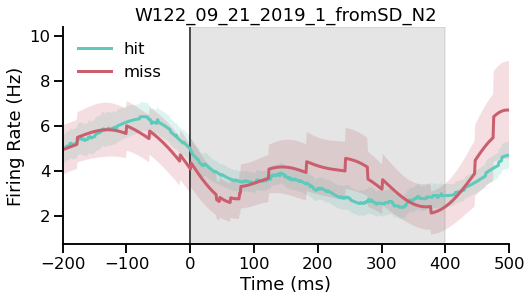 W122_09_21_2019_1_fromSD_N2
Firing Rate (Hz)
10
8
6
4
2
hit
miss
−200 −100 0 100 200 300 400 500
Time (ms)